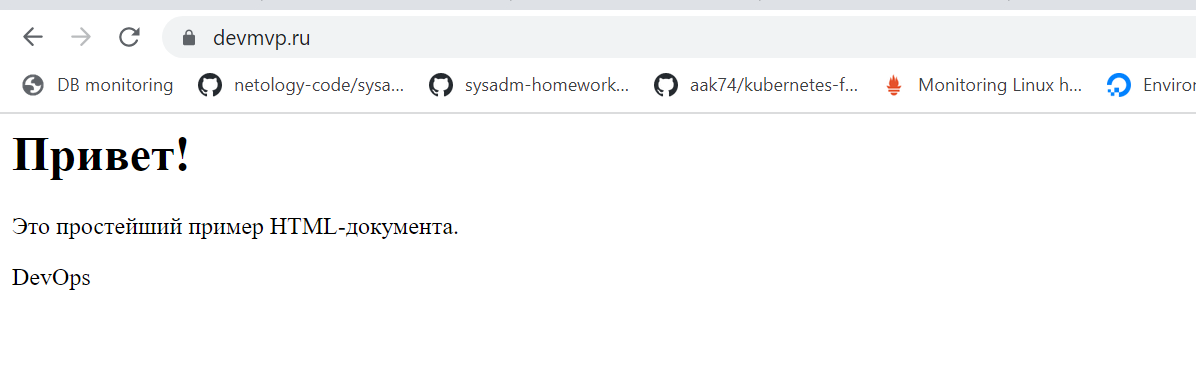 devmvp.ru
DB monitoring netology-code/sysa... sysadm-homework... aak74/kubernetes-f... Monitoring Linux h... Enviror
Привет!
Это простейший пример HTML-документа.
DevOps